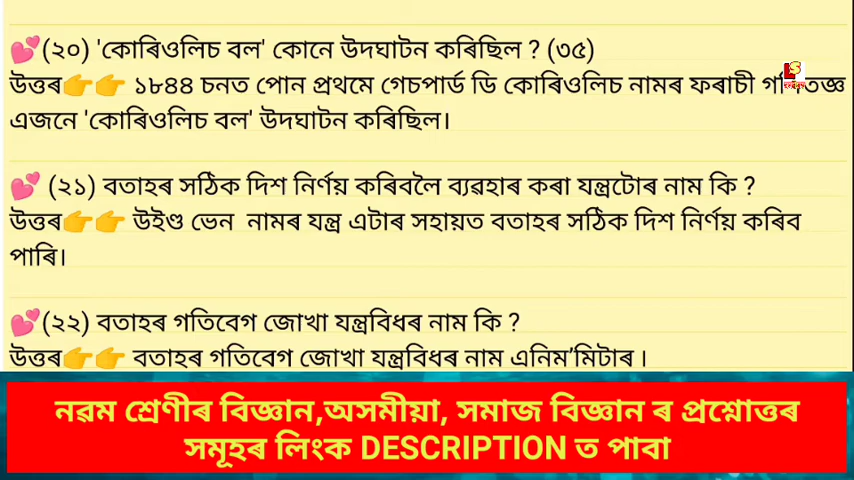 💕(২০) 'কোৰিওলিচ বল' কোনে উদঘাটন কৰিছিল ? (৩৫)
উত্তৰ👉👉 ১৮৪৪ চনত পোন প্ৰথমে গেচপাৰ্ড ডি কোৰিওলিচ নামৰ ফৰাচী গণিতজ্ঞ
এজনে 'কোৰিওলিচ বল' উদঘাটন কৰিছিল।
💕 (২১) বতাহৰ সঠিক দিশ নিৰ্ণয় কৰিবলৈ ব্যৱহাৰ কৰা যন্ত্ৰটোৰ নাম কি ?
উত্তৰ👉👉 উইণ্ড ভেন নামৰ যন্ত্ৰ এটাৰ সহায়ত বতাহৰ সঠিক দিশ নিৰ্ণয় কৰিব
পাৰি।
💕(২২) বতাহৰ গতিবেগ জোখা যন্ত্ৰবিধৰ নাম কি ?
উত্তৰ👉👉 বতাহৰ গতিবেগ জোখা যন্ত্ৰবিধৰ নাম এনিম'মিটাৰ ।
নৱম শ্ৰেণীৰ বিজ্ঞান,অসমীয়া, সমাজ বিজ্ঞান ৰ প্ৰশ্নোত্তৰ
সমূহৰ লিংক DESCRIPTION ত পাবা